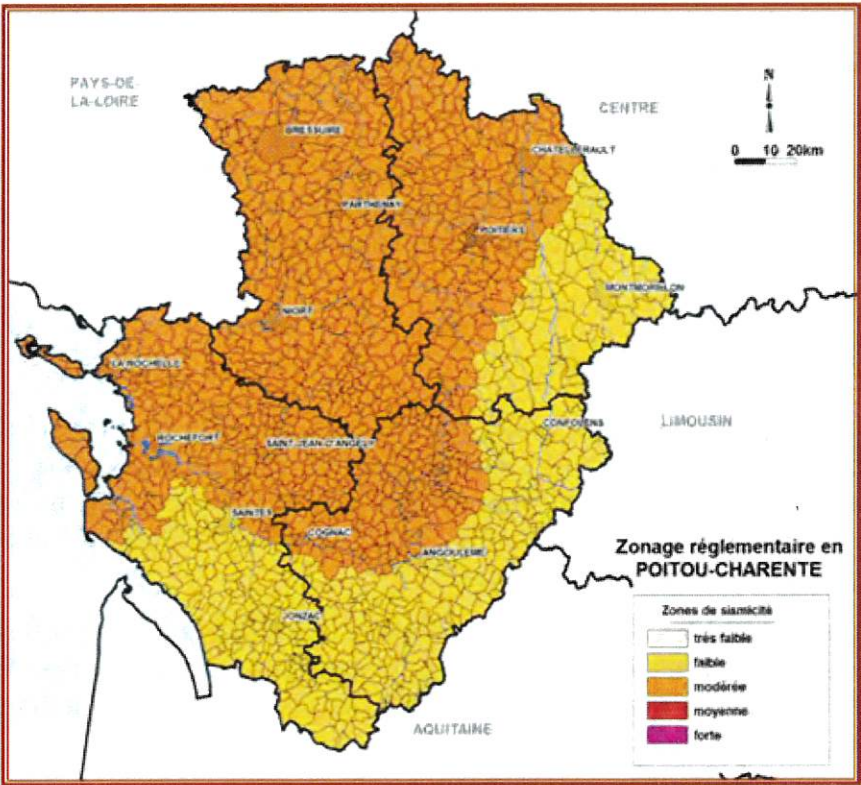 PAYS-DE-
LA-LOIRE
CENTRE
N
0 10 20km
BRESSUIRE
CHATELLERAULT
PARTHENAY
POITIERS
MONTMORILLON
NIORT
LA ROCHELLE
LIMOUSIN
CONFOLENS
ROCHEFORT
SAINT-JEAN-D'ANGELY
SAINTES
COGNAC
ANGOULEME
JONZAC
AQUITAINE
Zonage réglementaire en
POITOU-CHARENTE
Zones de sismicité
très faible
faible
modérée
moyenne
forte